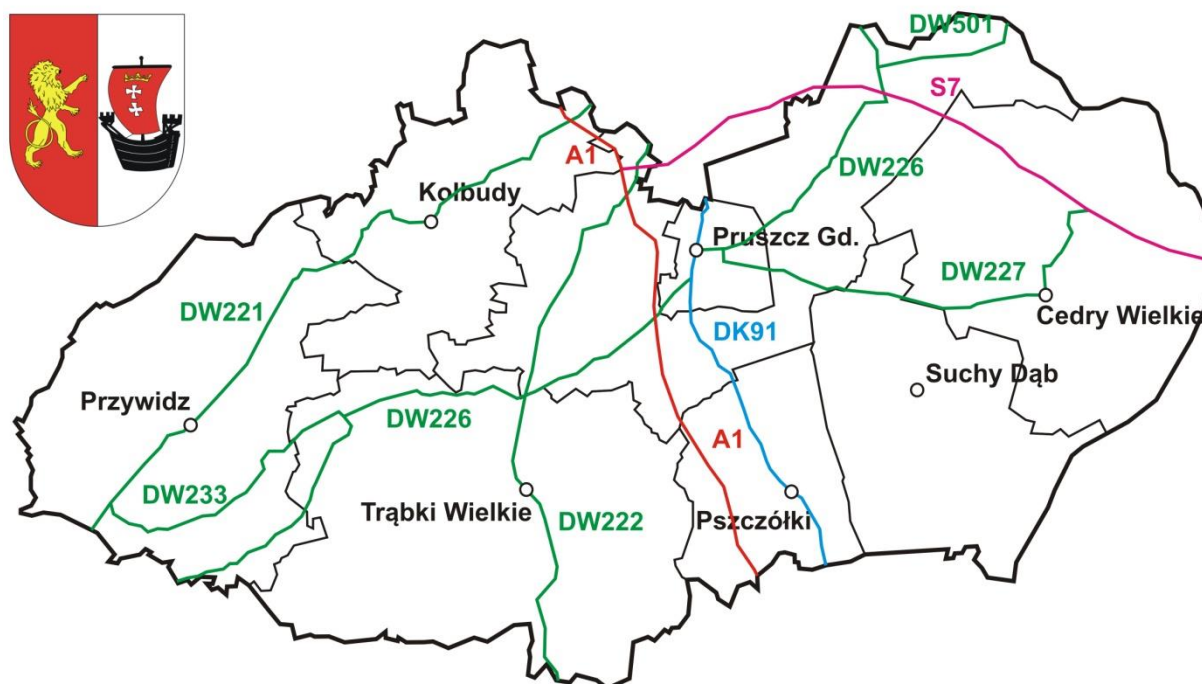 DW501
S7
A1
DW226
Kolbudy
Pruszcz Gd.
DW227
DW221
Cedry Wielkie
DK91
Suchy Dąb
Przywidz
DW226
A1
DW233
Trąbki Wielkie
DW222
Pszczółki